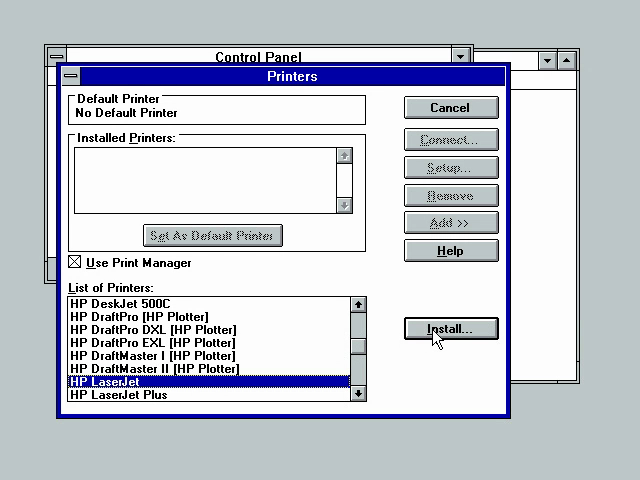 Control Panel
Printers
Default Printer
No Default Printer
Cancel
Installed Printers:
Connect...
Setup...
Remove
Add >>
Set As Default Printer
Help
Use Print Manager
List of Printers:
HP DeskJet 500C
HP DraftPro [HP Plotter]
HP DraftPro DXL [HP Plotter]
HP DraftPro EXL [HP Plotter]
HP DraftMaster I [HP Plotter]
HP DraftMaster II [HP Plotter]
HP LaserJet
HP LaserJet Plus
Install...